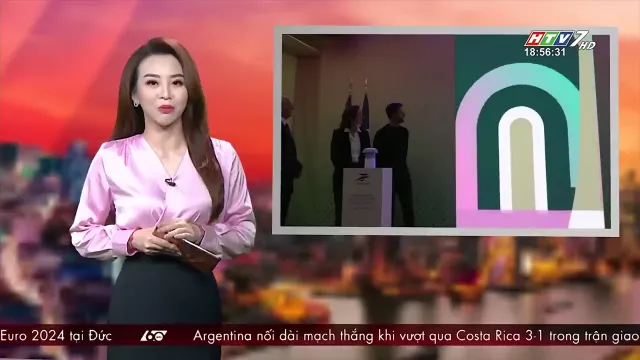 HTV7 HD
18:56:31
Euro 2024 tại Đức 60 Argentina nối dài mạch thắng khi vượt qua Costa Rica 3-1 trong trận giao